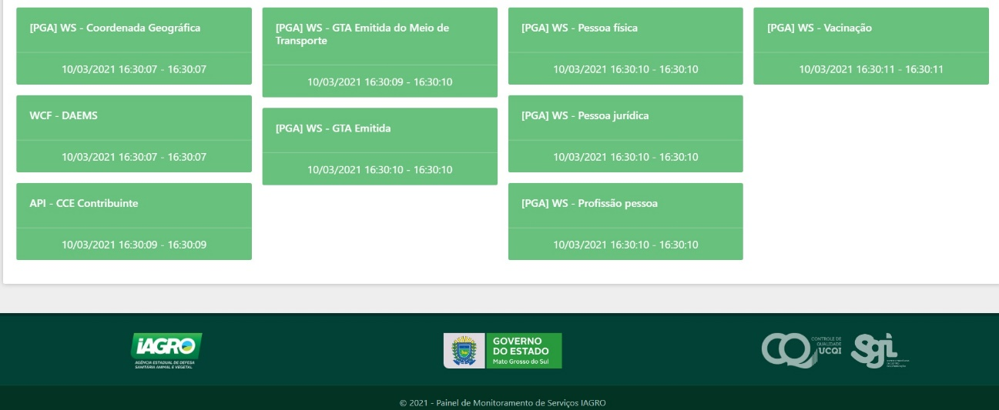 [PGA] WS - Coordenada Geográfica
10/03/2021 16:30:07 - 16:30:07
WCF - DAEMS
10/03/2021 16:30:07 - 16:30:07
API - CCE Contribuinte
10/03/2021 16:30:09 - 16:30:09
[PGA] WS - GTA Emitida do Meio de
Transporte
10/03/2021 16:30:09 - 16:30:10
[PGA] WS - GTA Emitida
10/03/2021 16:30:10 - 16:30:10
[PGA] WS - Pessoa física
10/03/2021 16:30:10 - 16:30:10
[PGA] WS - Pessoa jurídica
10/03/2021 16:30:10 - 16:30:10
[PGA] WS - Profissão pessoa
10/03/2021 16:30:10 - 16:30:10
[PGA] WS - Vacinação
10/03/2021 16:30:11 - 16:30:11
iAGRO
AGÊNCIA ESTADUAL DE DEFESA
SANITÁRIA ANIMAL E VEGETAL
GOVERNO
DO ESTADO
Mato Grosso do Sul
CQ
CONTROLE DE
QUALIDADE
UCQI
Sgi
© 2021 - Painel de Monitoramento de Serviços IAGRO